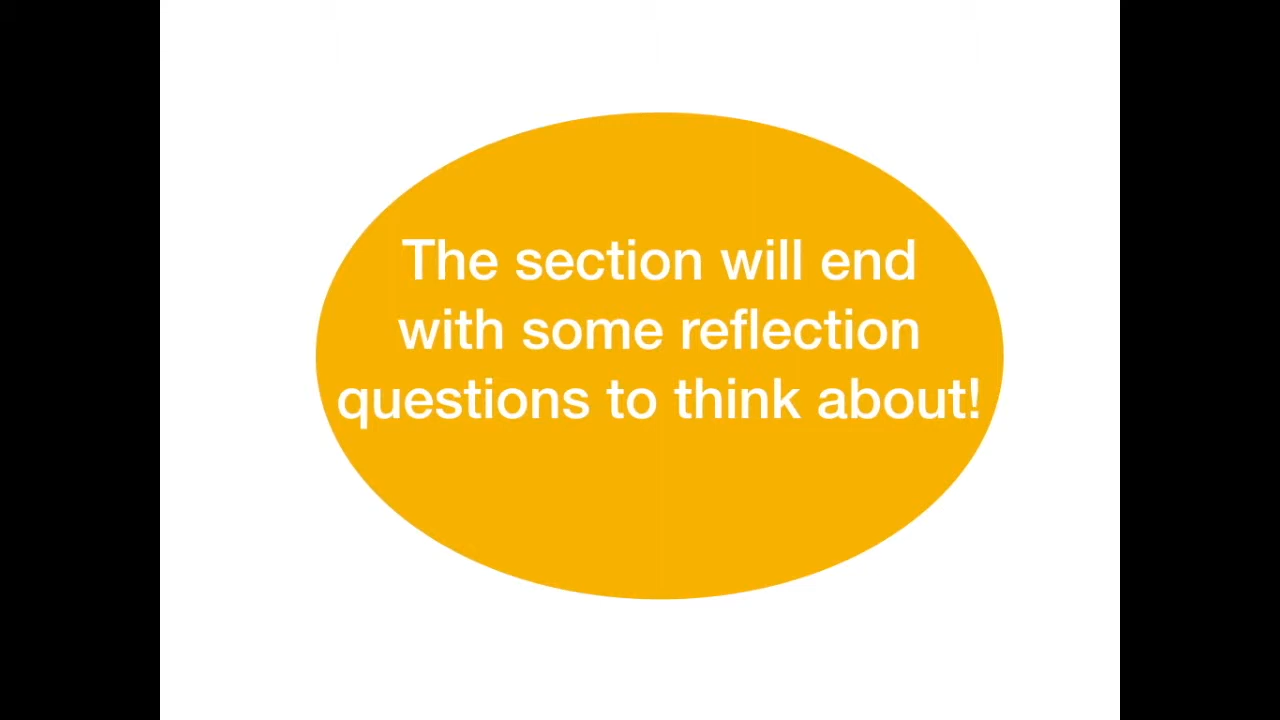 The section will end
with some reflection
questions to think about!